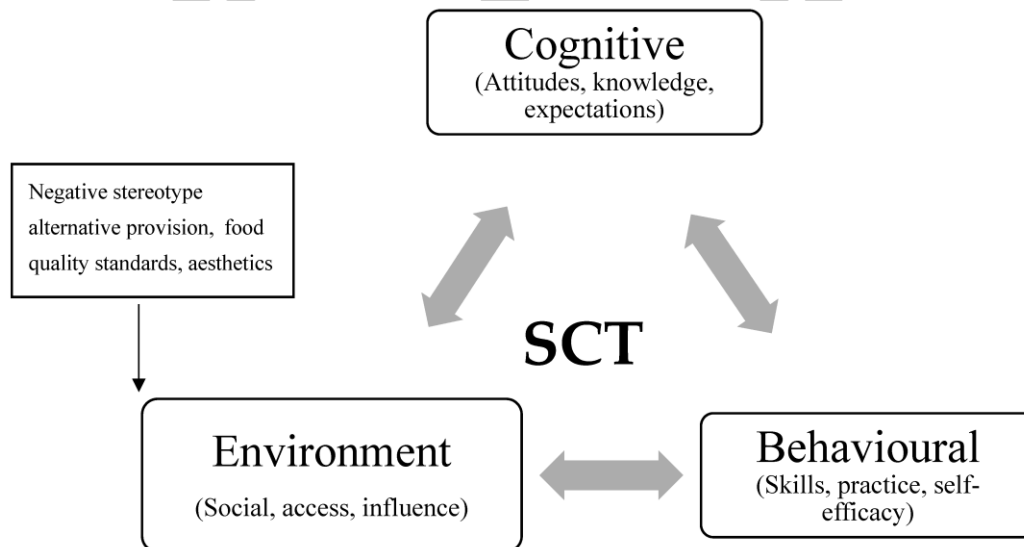 Cognitive
(Attitudes, knowledge,
expectations)
Negative stereotype
alternative provision, food
quality standards, aesthetics
SCT
Environment
(Social, access, influence)
Behavioural
(Skills, practice, self-
efficacy)